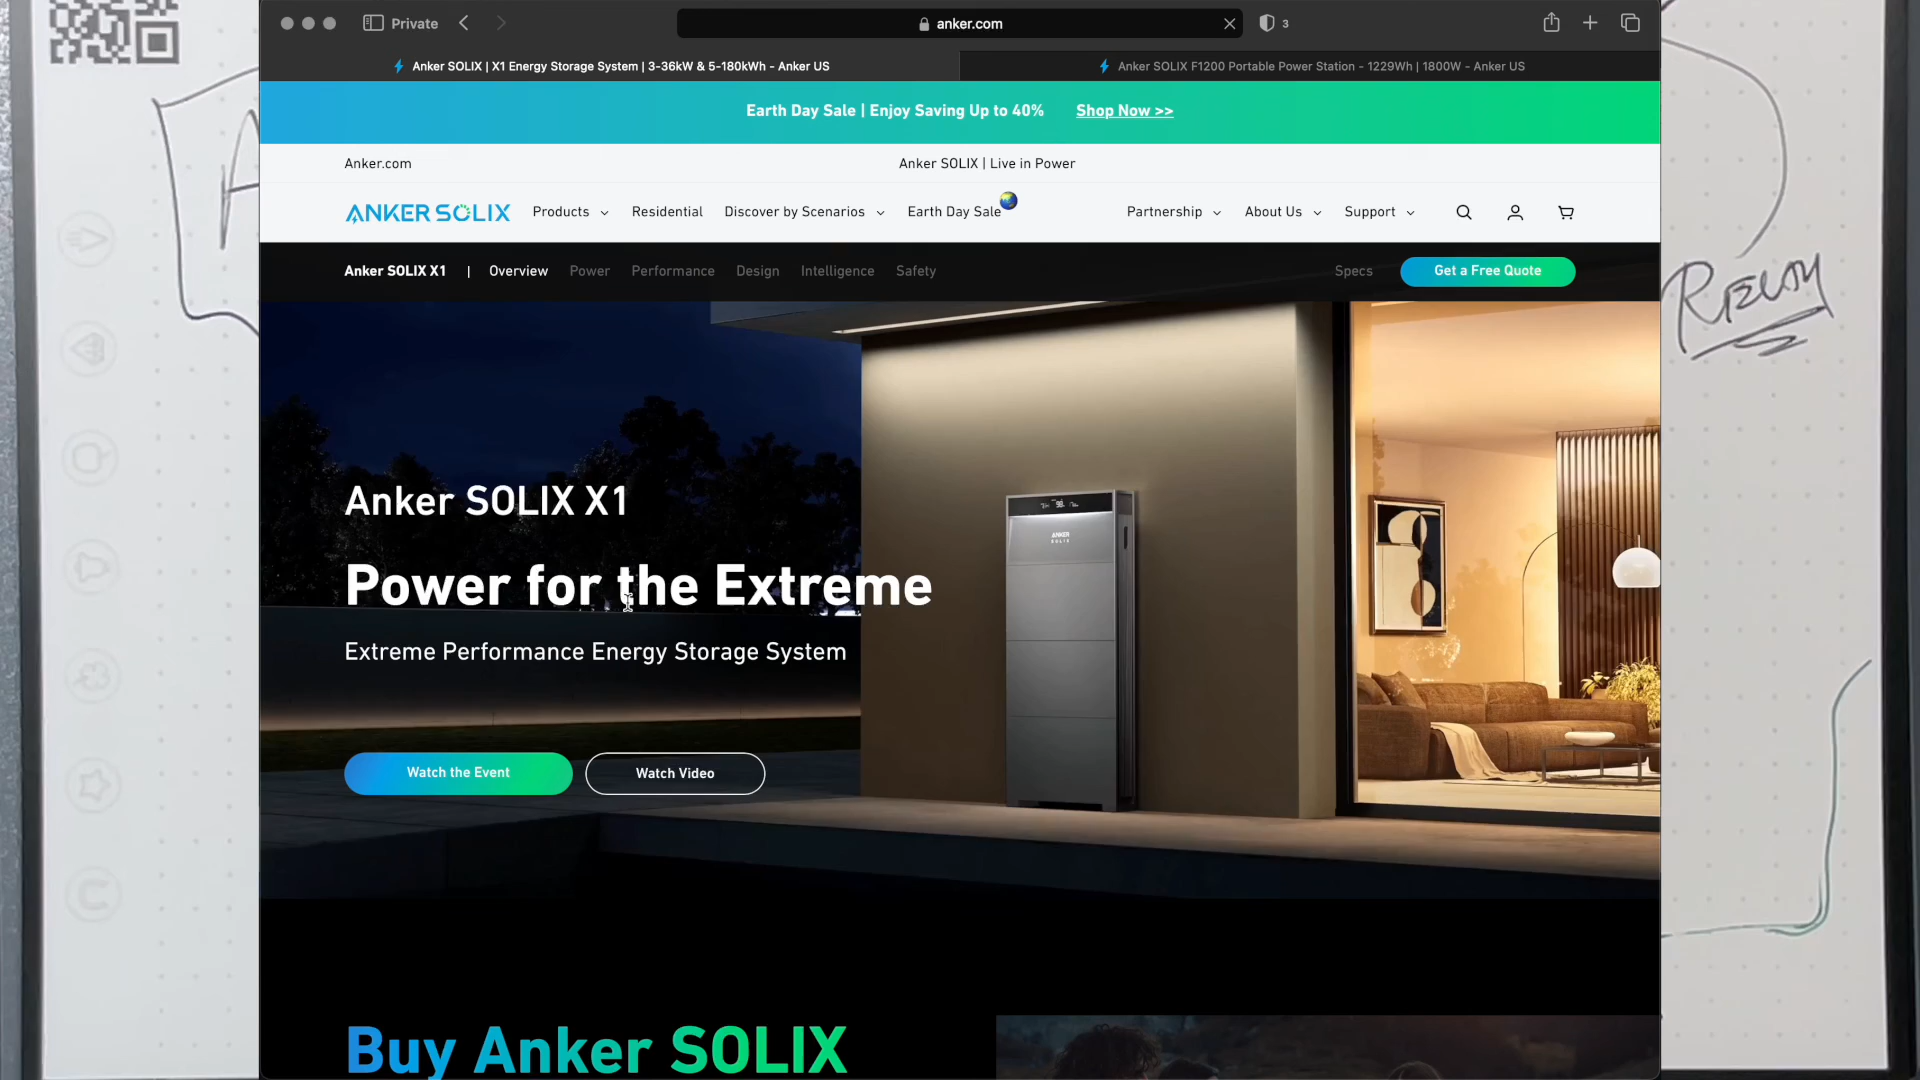 Private
anker.com
3
Anker SOLIX | X1 Energy Storage System | 3-36kW & 5-180kWh - Anker US
Anker SOLIX F1200 Portable Power Station - 1229Wh | 1800W - Anker US
Earth Day Sale | Enjoy Saving Up to 40% Shop Now >>
Anker.com
Anker SOLIX | Live in Power
ANKER SOLIX
Products
Residential
Discover by Scenarios
Earth Day Sale
Partnership
About Us
Support
Anker SOLIX X1 | Overview Power Performance Design Intelligence Safety
Specs
Get a Free Quote
Anker SOLIX X1
Power for the Extreme
Extreme Performance Energy Storage System
Watch the Event
Watch Video
ANKER
SOLIX
Buy Anker SOLIX